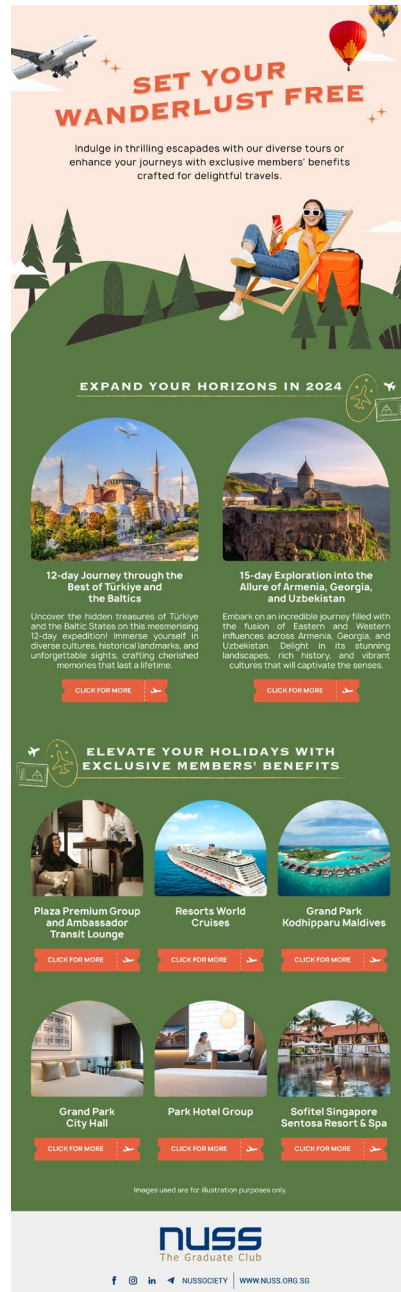 SET YOUR
WANDERLUST FREE
Indulge in thrilling escapades with our diverse tours or
enhance your journeys with exclusive members' benefits
crafted for delightful travels.
EXPAND YOUR HORIZONS IN 2024
12-day Journey through the
Best of Türkiye and
the Baltics
Uncover the hidden treasures of Türkiye
and the Baltic States on this mesmerising
12-day expedition! Immerse yourself in
diverse cultures, historical landmarks, and
unforgettable sights, crafting cherished
memories that last a lifetime.
CLICK FOR MORE
15-day Exploration into the
Allure of Armenia, Georgia,
and Uzbekistan
Embark on an incredible journey filled with
the fusion of Eastern and Western
influences across Armenia, Georgia, and
Uzbekistan. Delight in its stunning
landscapes, rich history, and vibrant
cultures that will captivate the senses.
CLICK FOR MORE
ELEVATE YOUR HOLIDAYS WITH
EXCLUSIVE MEMBERS' BENEFITS
Plaza Premium Group
and Ambassador
Transit Lounge
CLICK FOR MORE
Resorts World
Cruises
CLICK FOR MORE
Grand Park
Kodhipparu Maldives
CLICK FOR MORE
Grand Park
City Hall
CLICK FOR MORE
Park Hotel Group
CLICK FOR MORE
Sofitel Singapore
Sentosa Resort & Spa
CLICK FOR MORE
Images used are for illustration purposes only.
nuss
The Graduate Club
NUSSOCIETY | WWW.NUSS.ORG.SG